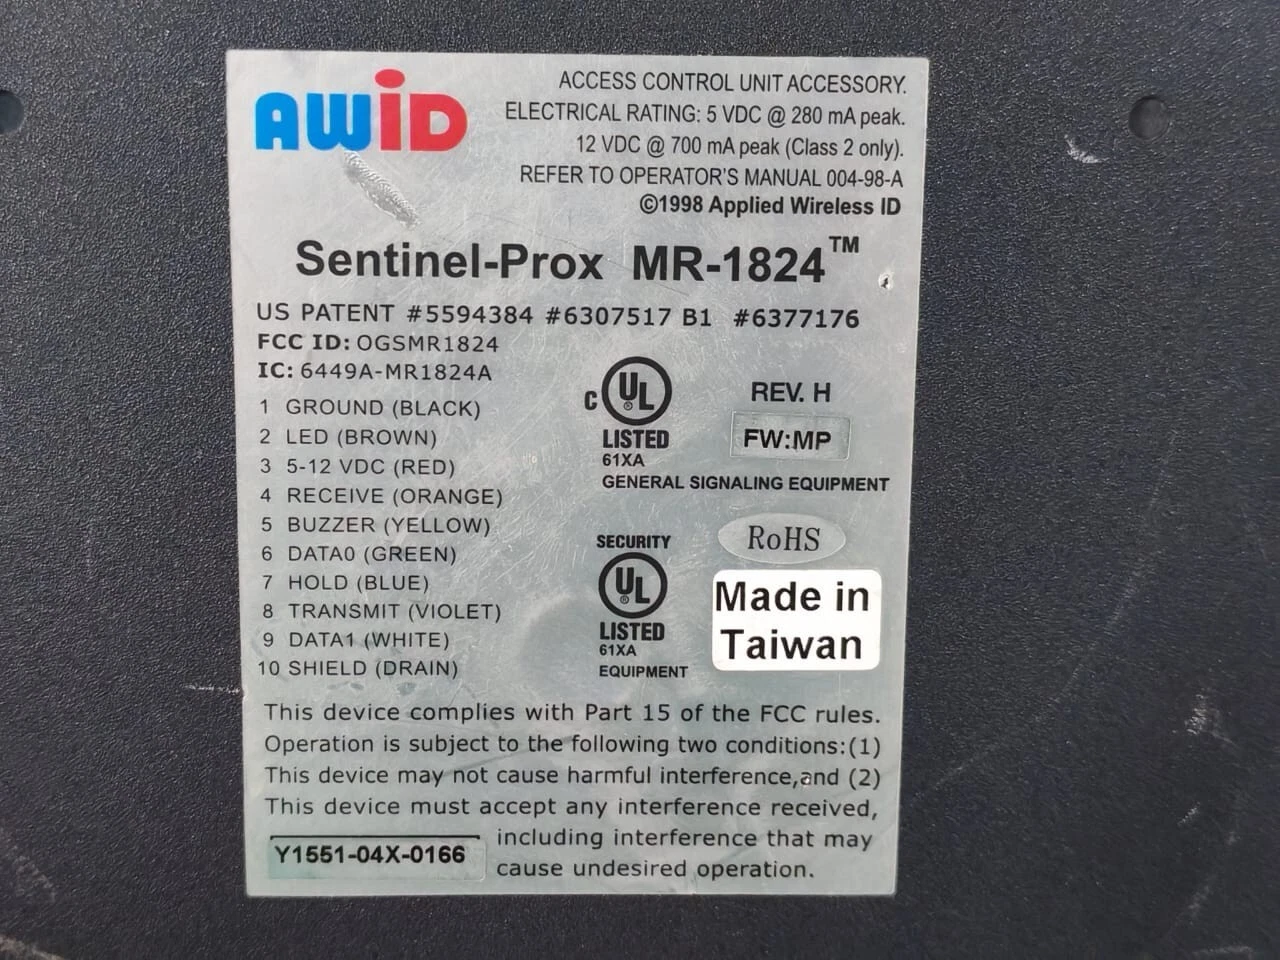 AWiD
ACCESS CONTROL UNIT ACCESSORY.
ELECTRICAL RATING: 5 VDC @ 280 mA peak.
12 VDC @ 700 mA peak (Class 2 only).
REFER TO OPERATOR'S MANUAL 004-98-A
©1998 Applied Wireless ID
Sentinel-Prox MR-1824™
US PATENT #5594384 #6307517 B1 #6377176
FCC ID: OGSMR1824
IC: 6449A-MR1824A
1 GROUND (BLACK)
2 LED (BROWN)
3 5-12 VDC (RED)
4 RECEIVE (ORANGE)
5 BUZZER (YELLOW)
6 DATA0 (GREEN)
7 HOLD (BLUE)
8 TRANSMIT (VIOLET)
9 DATA1 (WHITE)
10 SHIELD (DRAIN)
C UL ®
LISTED
61XA
GENERAL SIGNALING EQUIPMENT
REV. H
FW:MP
SECURITY
UL ®
LISTED
61XA
EQUIPMENT
RoHS
Made in
Taiwan
This device complies with Part 15 of the FCC rules.
Operation is subject to the following two conditions:(1)
This device may not cause harmful interference,and (2)
This device must accept any interference received,
including interference that may
cause undesired operation.
Y1551-04X-0166